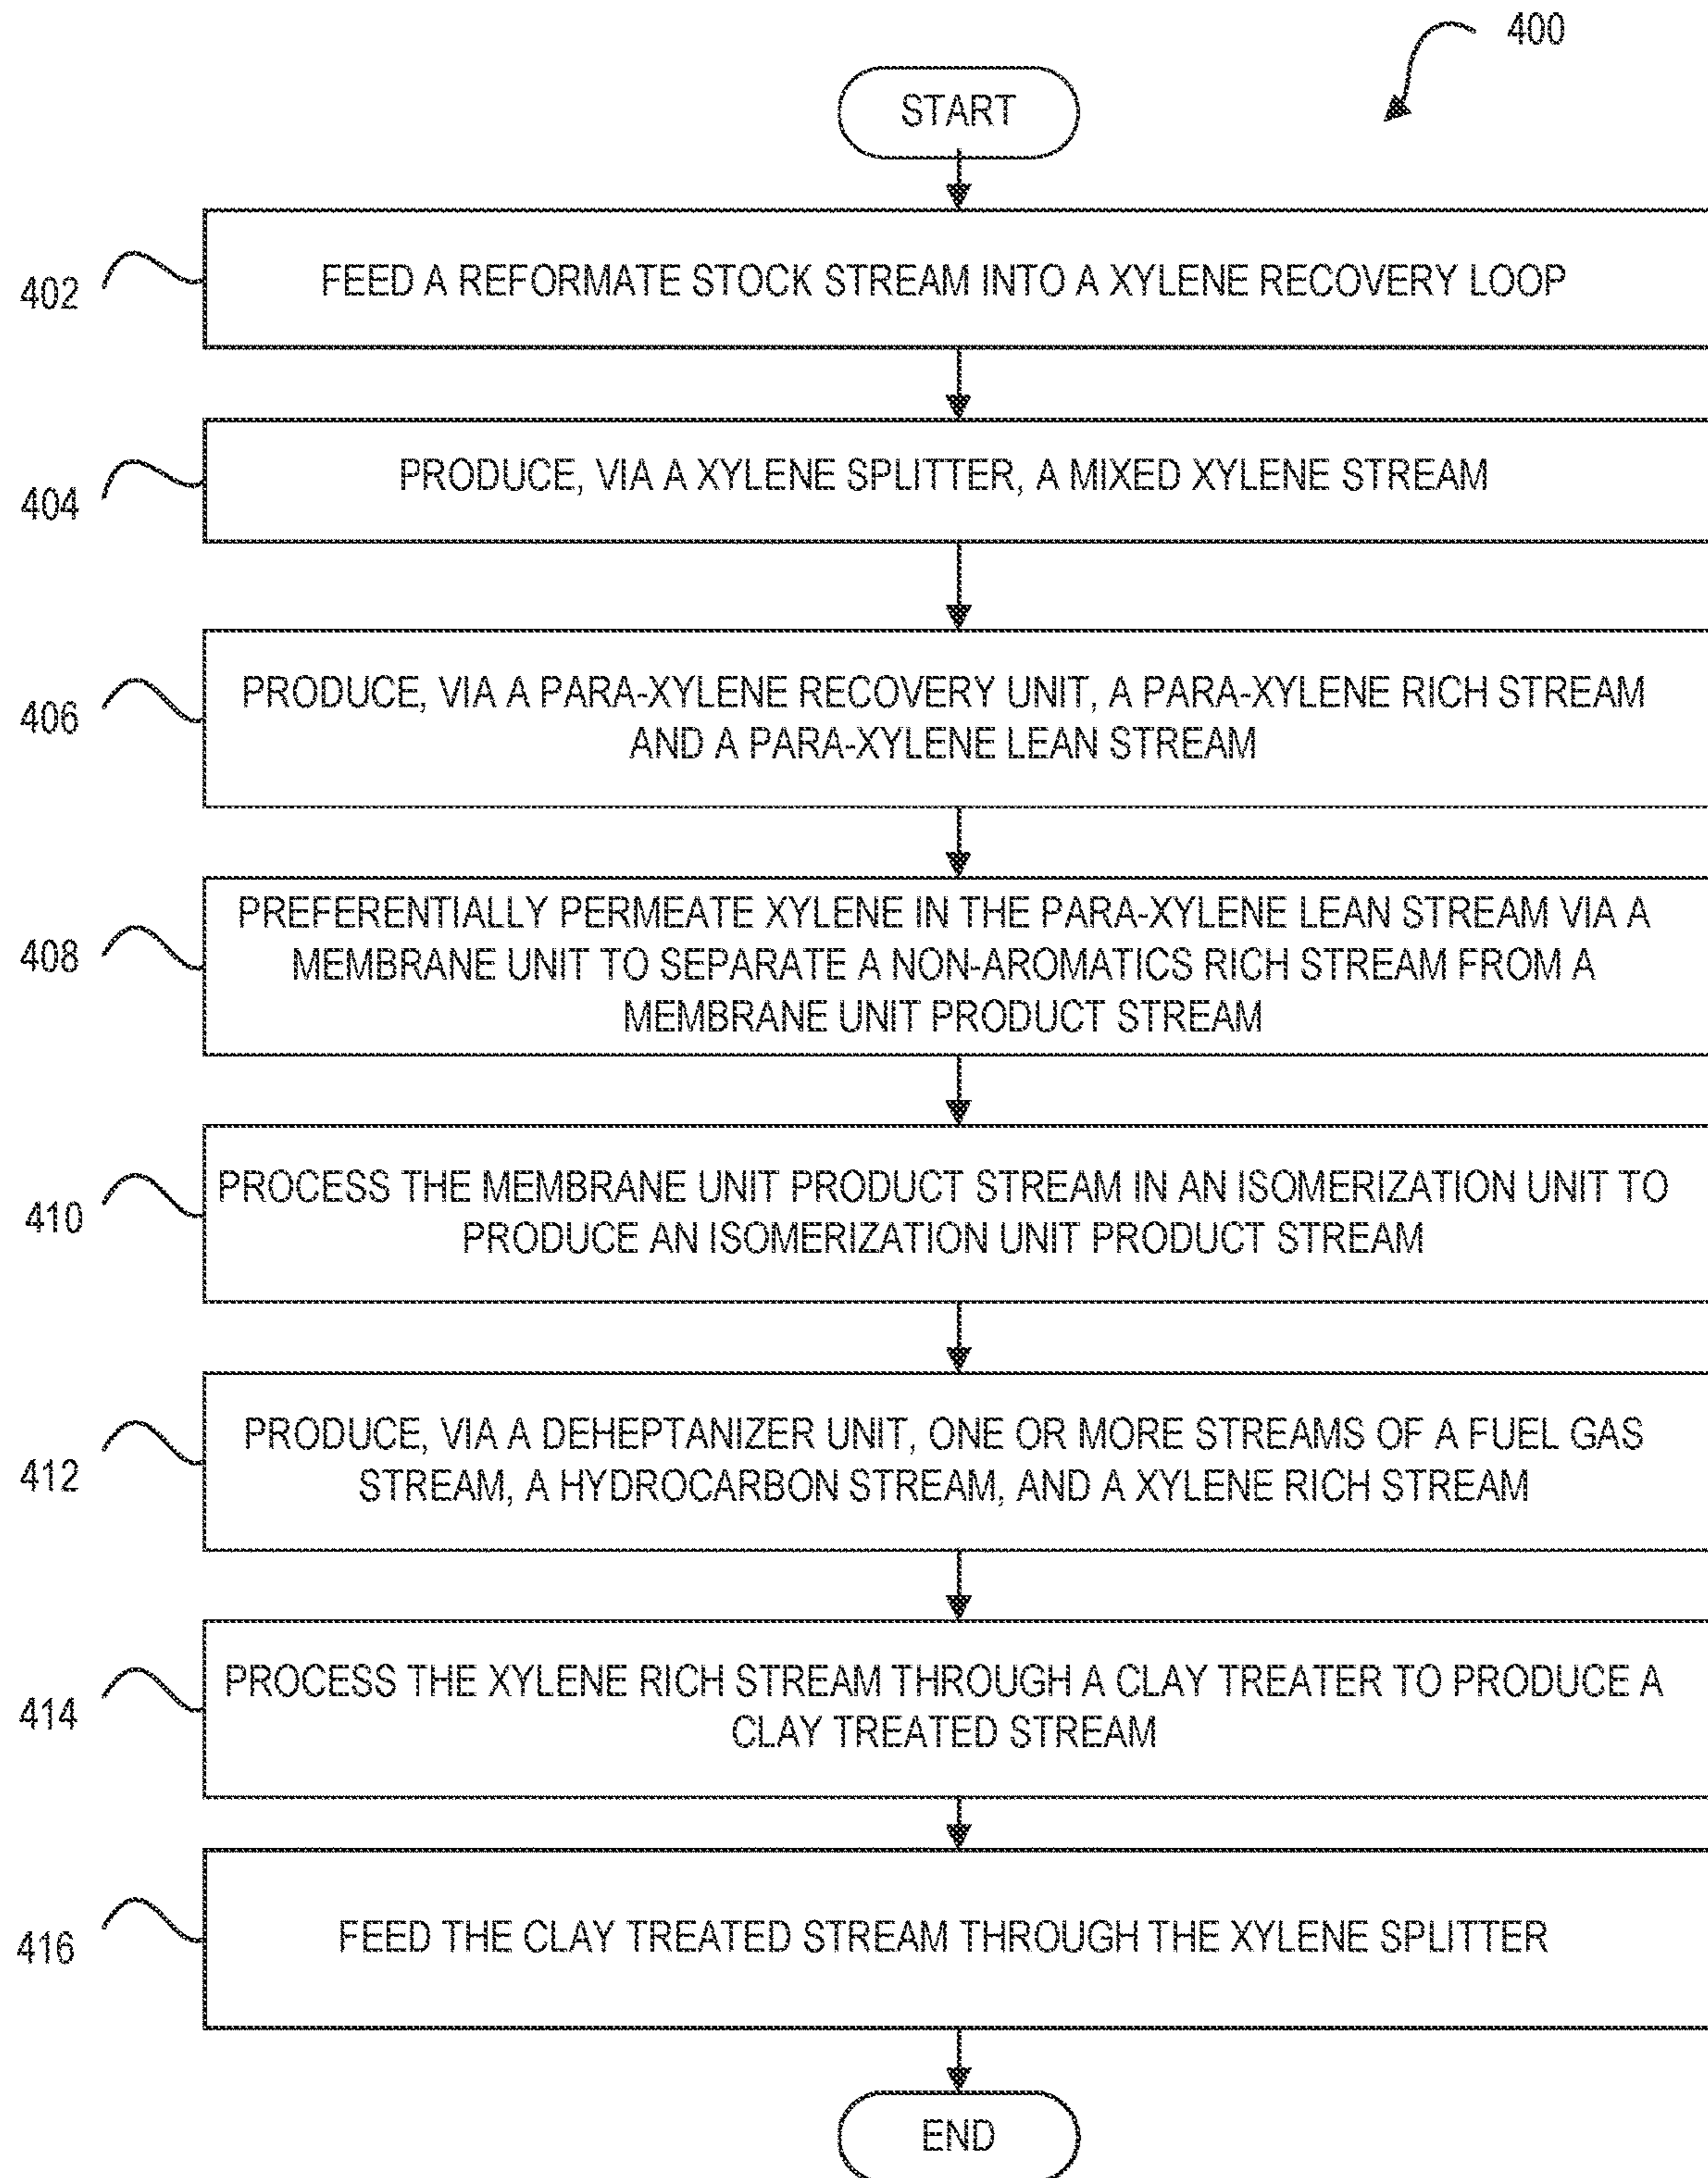 400
START
402
FEED A REFORMATE STOCK STREAM INTO A XYLENE RECOVERY LOOP
404
PRODUCE, VIA A XYLENE SPLITTER, A MIXED XYLENE STREAM
406
PRODUCE, VIA A PARA-XYLENE RECOVERY UNIT, A PARA-XYLENE RICH STREAM
AND A PARA-XYLENE LEAN STREAM
408
PREFERENTIALLY PERMEATE XYLENE IN THE PARA-XYLENE LEAN STREAM VIA A
MEMBRANE UNIT TO SEPARATE A NON-AROMATICS RICH STREAM FROM A
MEMBRANE UNIT PRODUCT STREAM
410
PROCESS THE MEMBRANE UNIT PRODUCT STREAM IN AN ISOMERIZATION UNIT TO
PRODUCE AN ISOMERIZATION UNIT PRODUCT STREAM
412
PRODUCE, VIA A DEHEPTANIZER UNIT, ONE OR MORE STREAMS OF A FUEL GAS
STREAM, A HYDROCARBON STREAM, AND A XYLENE RICH STREAM
414
PROCESS THE XYLENE RICH STREAM THROUGH A CLAY TREATER TO PRODUCE A
CLAY TREATED STREAM
416
FEED THE CLAY TREATED STREAM THROUGH THE XYLENE SPLITTER
END